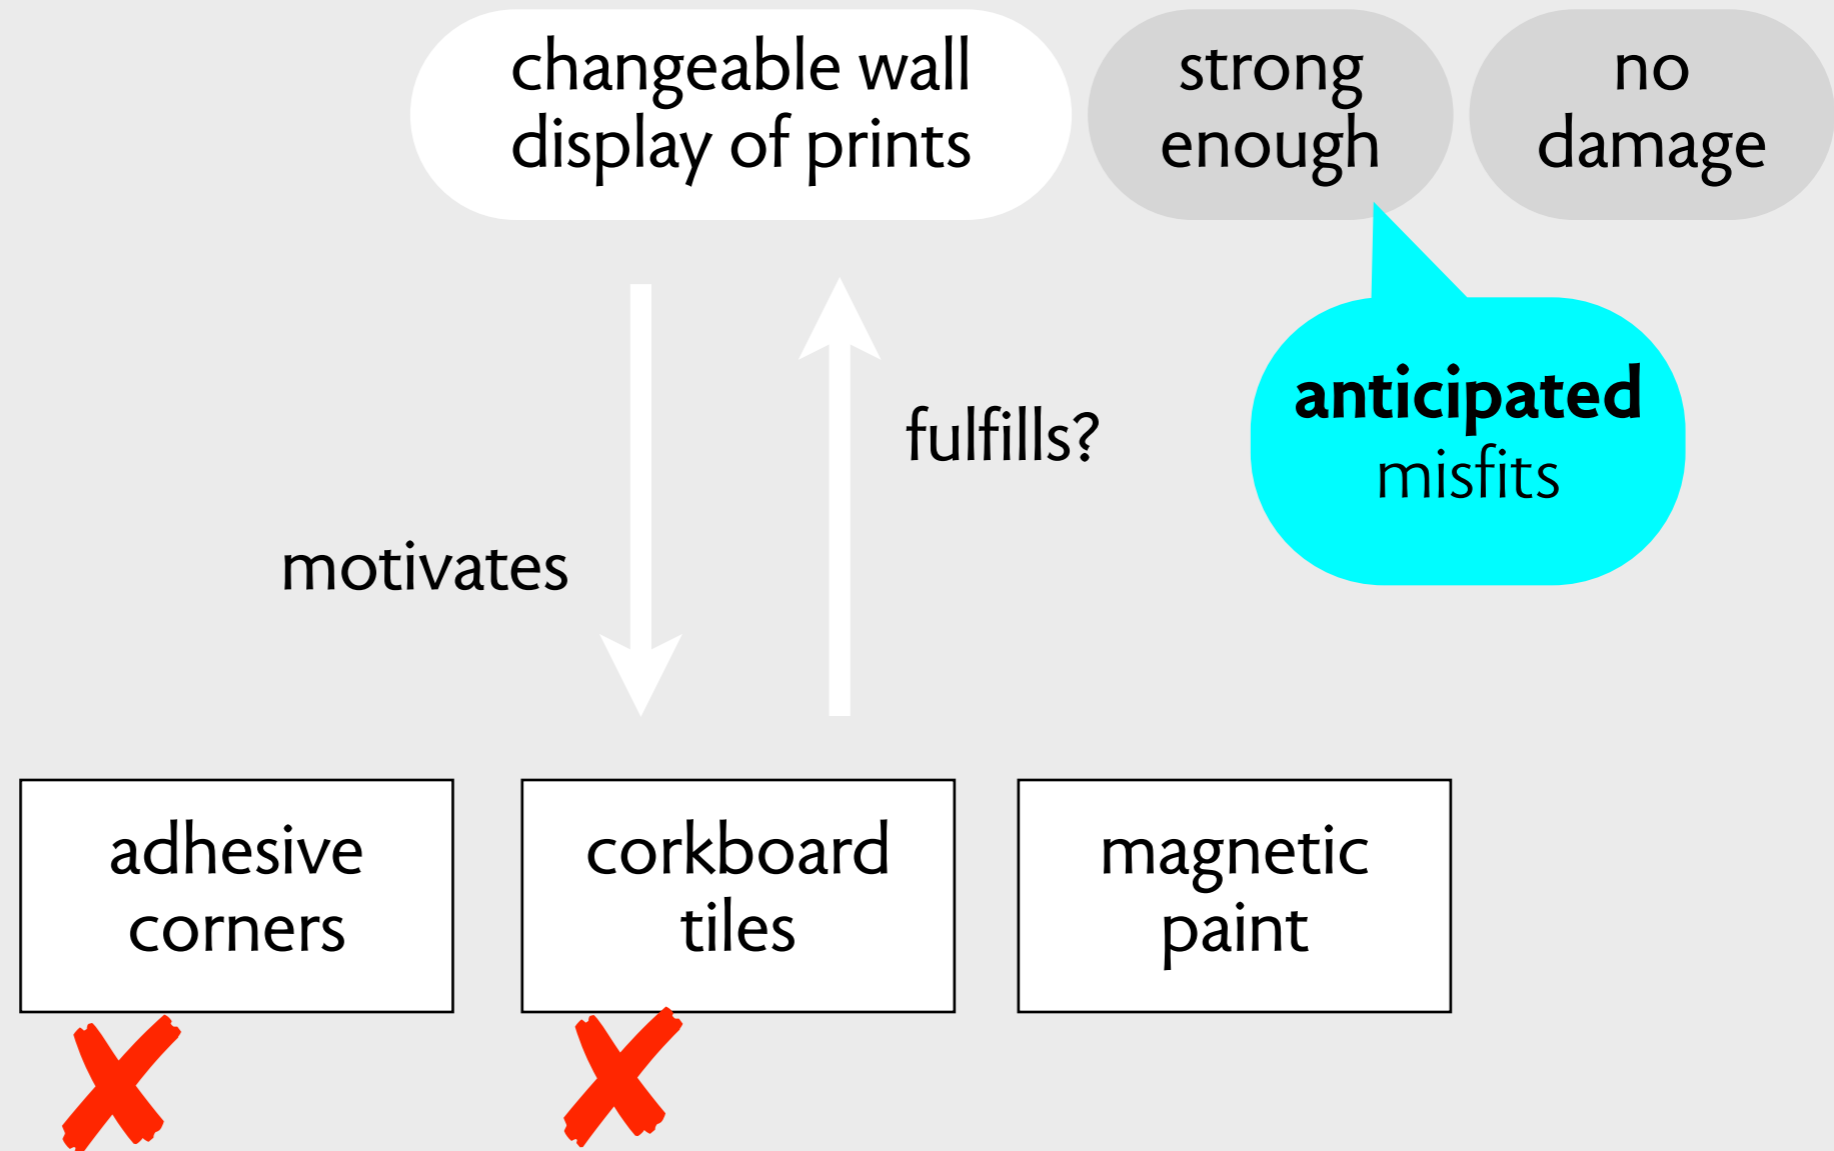 changeable wall
display of prints
strong
enough
no
damage
anticipated
misfits
fulfills?
motivates
adhesive
corners
corkboard
tiles
magnetic
paint